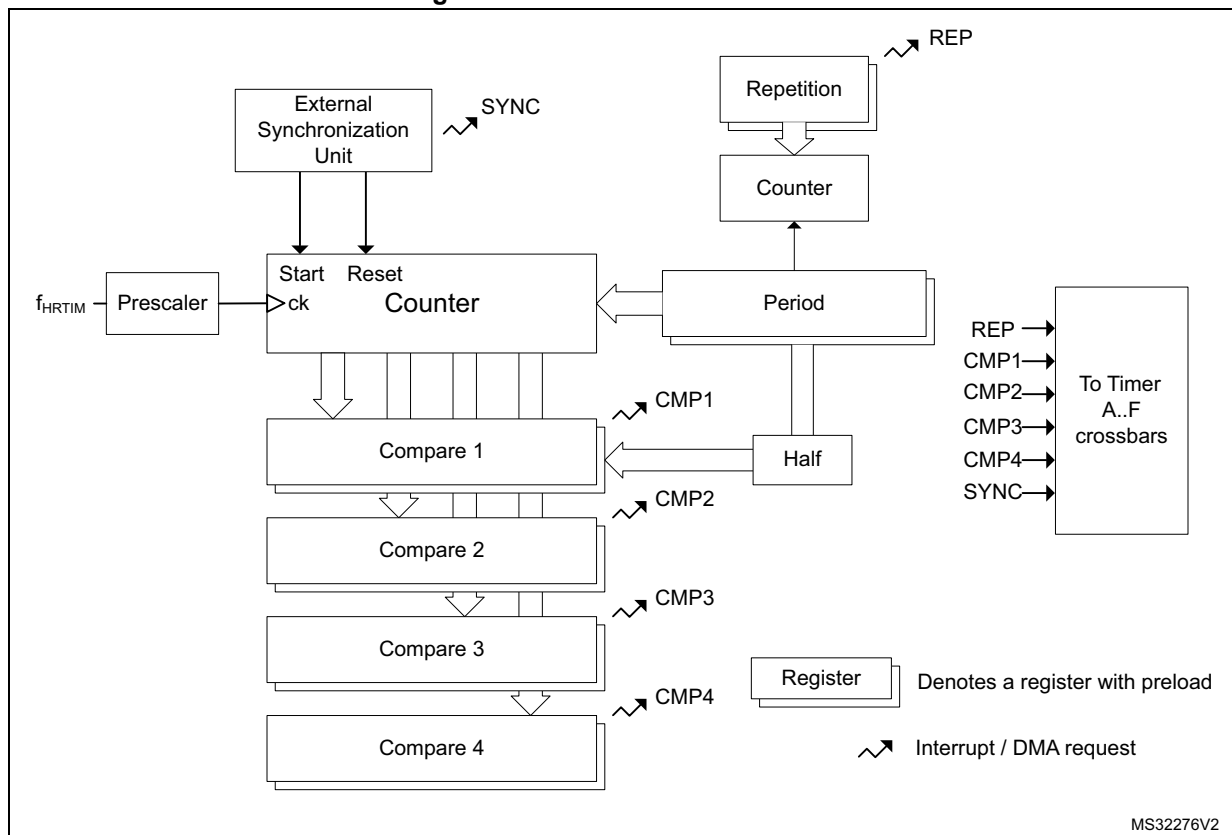 REP
Repetition
External
Synchronization
Unit
SYNC
Counter
Start Reset
f_HRTIM
Prescaler
ck
Counter
Period
CMP1
Compare 1
Half
CMP2
Compare 2
CMP3
Compare 3
CMP4
Compare 4
REP
CMP1
CMP2
CMP3
CMP4
SYNC
To Timer
A..F
crossbars
Register
Denotes a register with preload
Interrupt / DMA request
MS32276V2